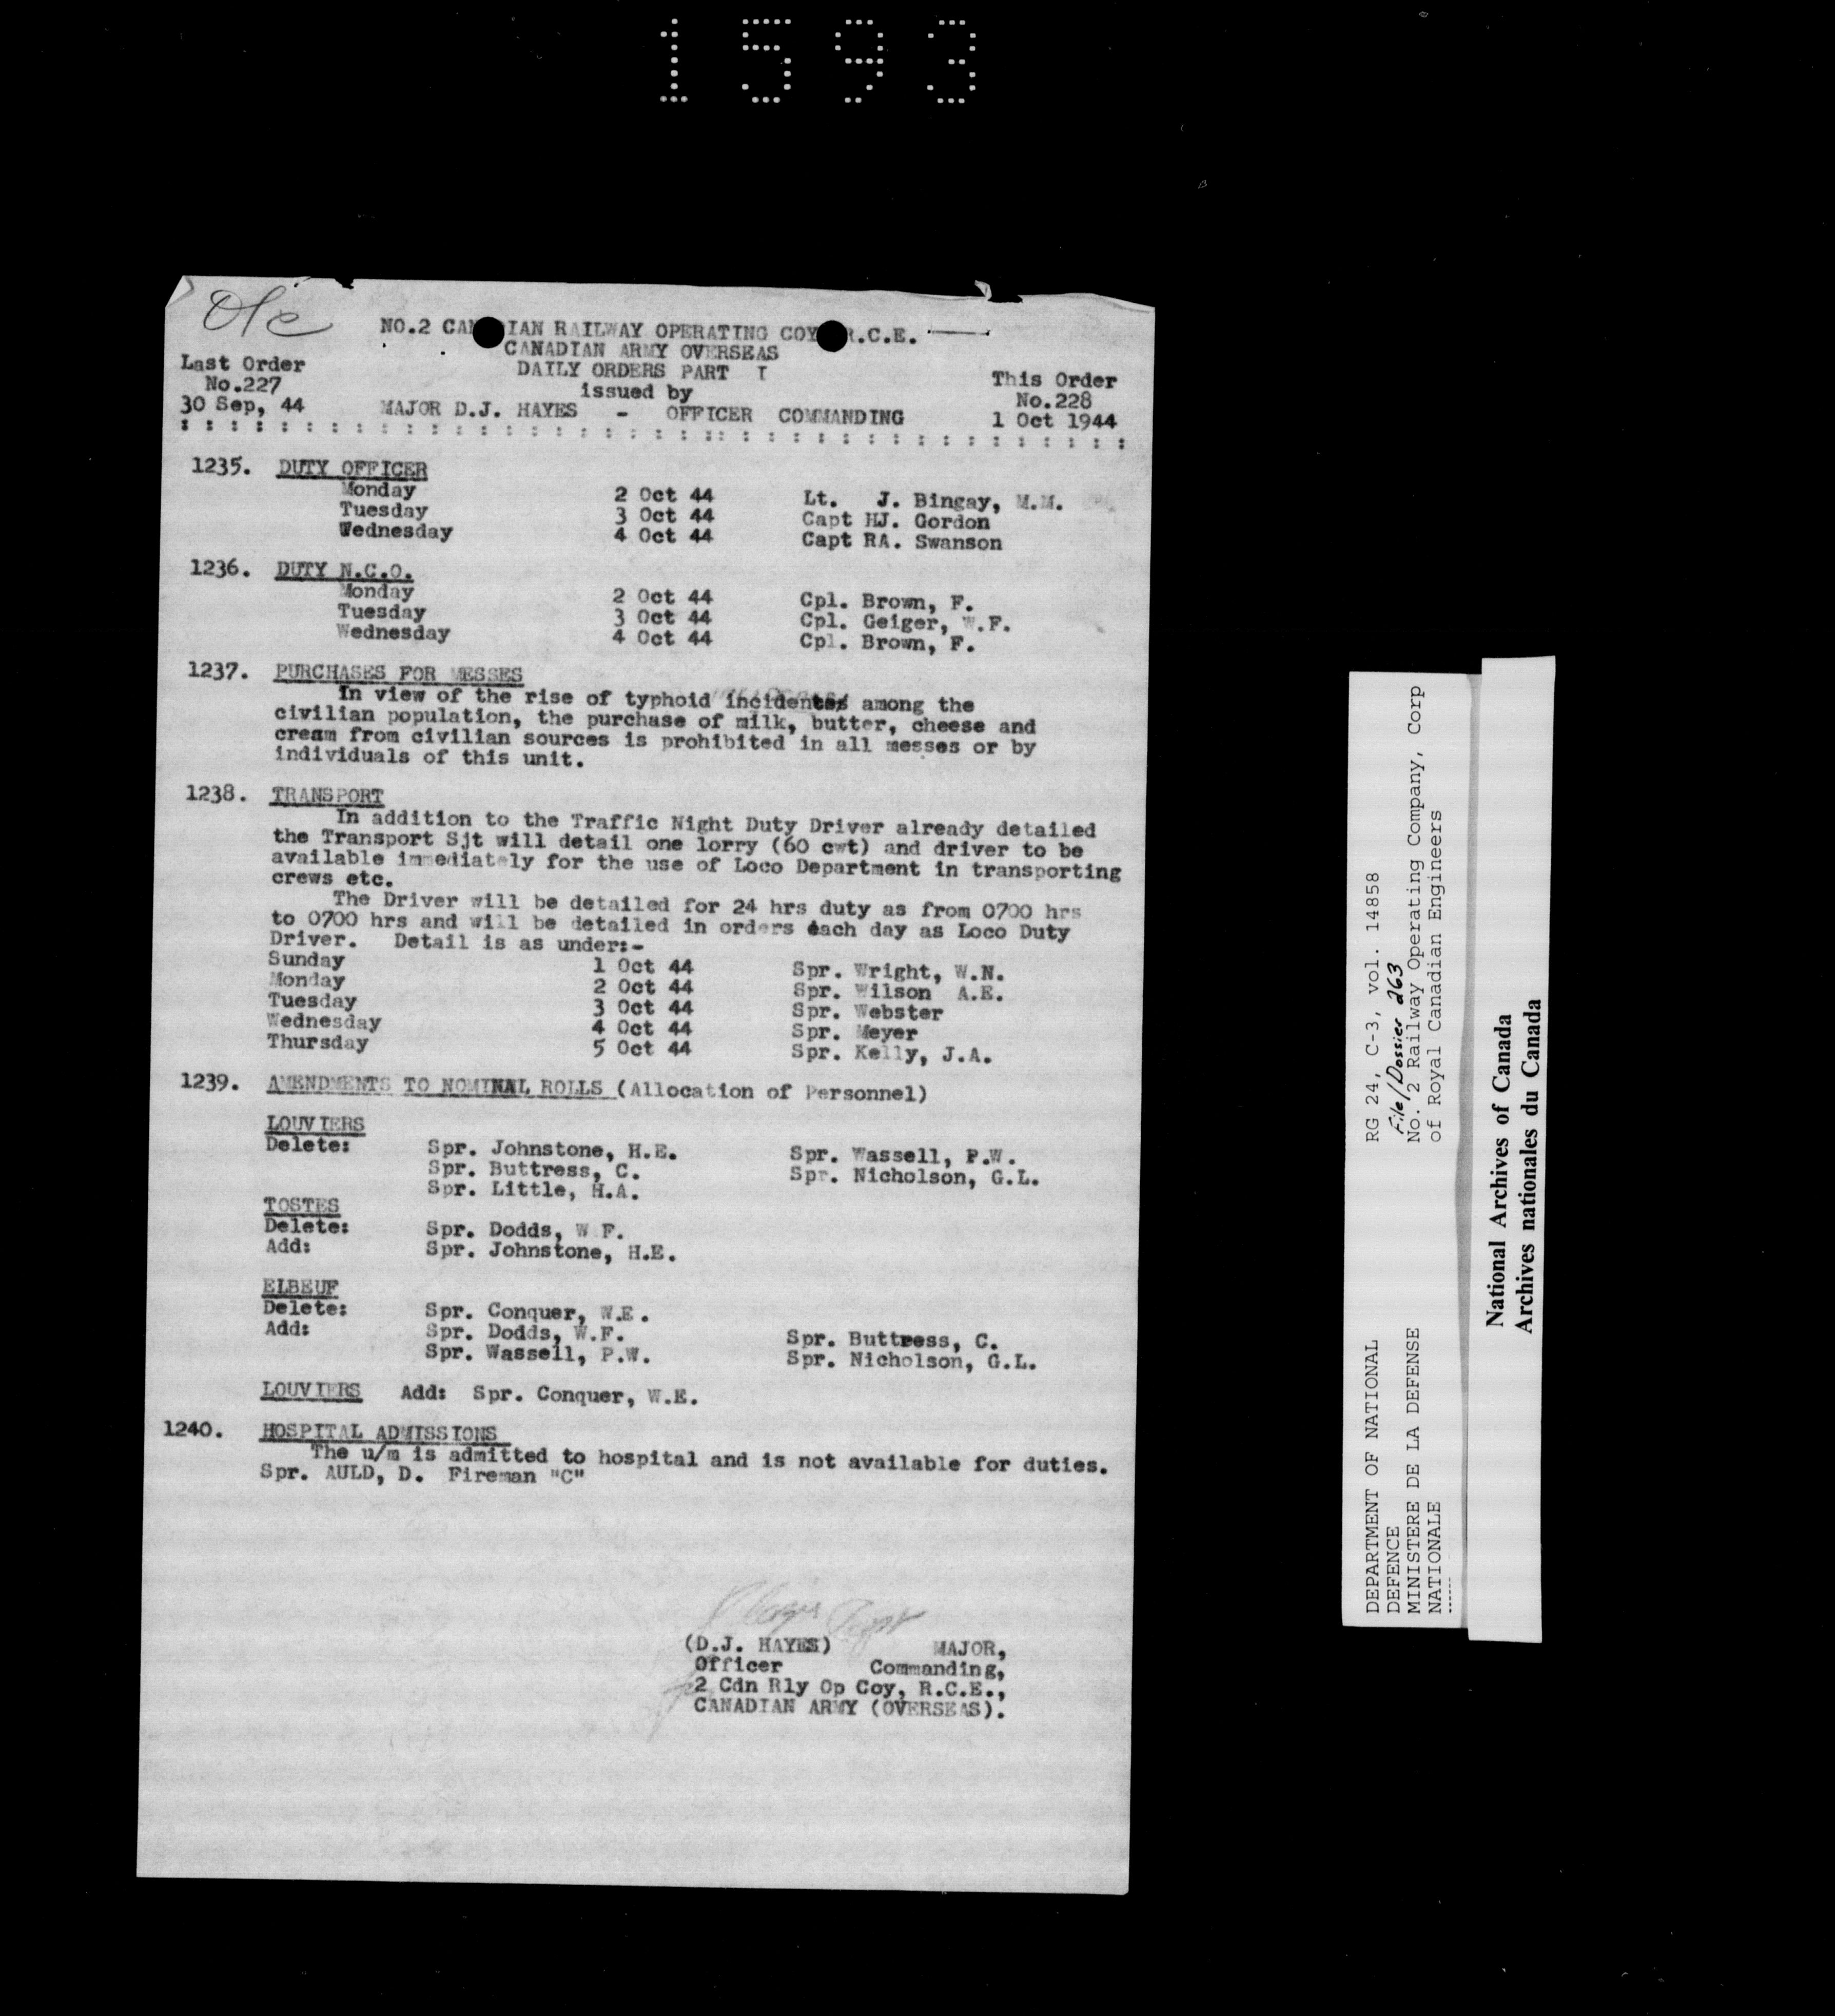 1593
NO.2 CAN IAN RAILWAY OPERATING COY R.C.E.
CANADIAN ARMY OVERSEAS
DAILY ORDERS PART I
issued by
MAJOR D.J. HAYES - OFFICER COMMANDING
Last Order
No.227
30 Sep, 44
This Order
No.228
1 Oct 1944
1235. DUTY OFFICER
Monday 2 Oct 44 Lt. J. Bingay, M.M.
Tuesday 3 Oct 44 Capt HJ. Gordon
Wednesday 4 Oct 44 Capt RA. Swanson
1236. DUTY N.C.O.
Monday 2 Oct 44 Cpl. Brown, F.
Tuesday 3 Oct 44 Cpl. Geiger, W.F.
Wednesday 4 Oct 44 Cpl. Brown, F.
1237. PURCHASES FOR MESSES
In view of the rise of typhoid among the
civilian population, the purchase of milk, butter, cheese and
cream from civilian sources is prohibited in all messes or by
individuals of this unit.
1238. TRANSPORT
In addition to the Traffic Night Duty Driver already detailed
the Transport Sjt will detail one lorry (60 cwt) and driver to be
available immediately for the use of Loco Department in transporting
crews etc.
The Driver will be detailed for 24 hrs duty as from 0700 hrs
to 0700 hrs and will be detailed in orders each day as Loco Duty
Driver. Detail is as under:-
Sunday 1 Oct 44 Spr. Wright, W.N.
Monday 2 Oct 44 Spr. Wilson A.E.
Tuesday 3 Oct 44 Spr. Webster
Wednesday 4 Oct 44 Spr. Meyer
Thursday 5 Oct 44 Spr. Kelly, J.A.
1239. AMENDMENTS TO NOMINAL ROLLS (Allocation of Personnel)
LOUVIERS
Delete: Spr. Johnstone, H.E. Spr. Wassell, P.W.
Spr. Buttress, C. Spr. Nicholson, G.L.
Spr. Little, H.A.
TOSTES
Delete: Spr. Dodds, W F.
Add: Spr. Johnstone, H.E.
ELBEUF
Delete: Spr. Conquer, W.E.
Add: Spr. Dodds, W.F. Spr. Buttress, C.
Spr. Wassell, P.W. Spr. Nicholson, G.L.
LOUVIERS Add: Spr. Conquer, W.E.
1240. HOSPITAL ADMISSIONS
The u/m is admitted to hospital and is not available for duties.
Spr. AULD, D. Fireman "C"
(D.J. HAYES) MAJOR,
Officer Commanding,
2 Cdn Rly Op Coy, R.C.E.,
CANADIAN ARMY (OVERSEAS).
DEPARTMENT OF NATIONAL
DEFENCE
MINISTERE DE LA DEFENSE
NATIONALE
RG 24, C-3, vol. 14858
File/Dossier 263
No. 2 Railway Operating Company, Corp
of Royal Canadian Engineers
National Archives of Canada
Archives nationales du Canada